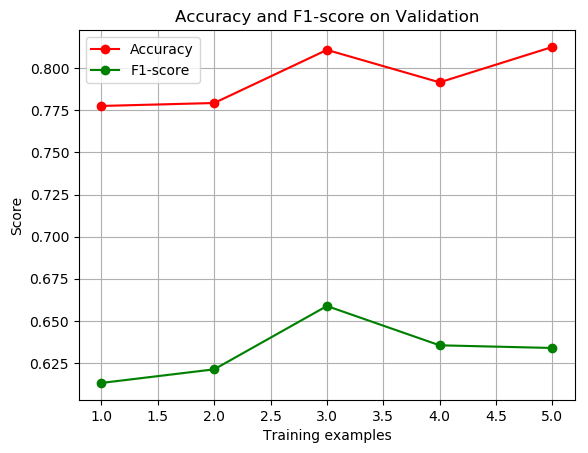 Accuracy and F1-score on Validation
Accuracy
F1-score
0.800
0.775
0.750
0.725
0.700
0.675
0.650
0.625
Score
1.0 1.5 2.0 2.5 3.0 3.5 4.0 4.5 5.0
Training examples